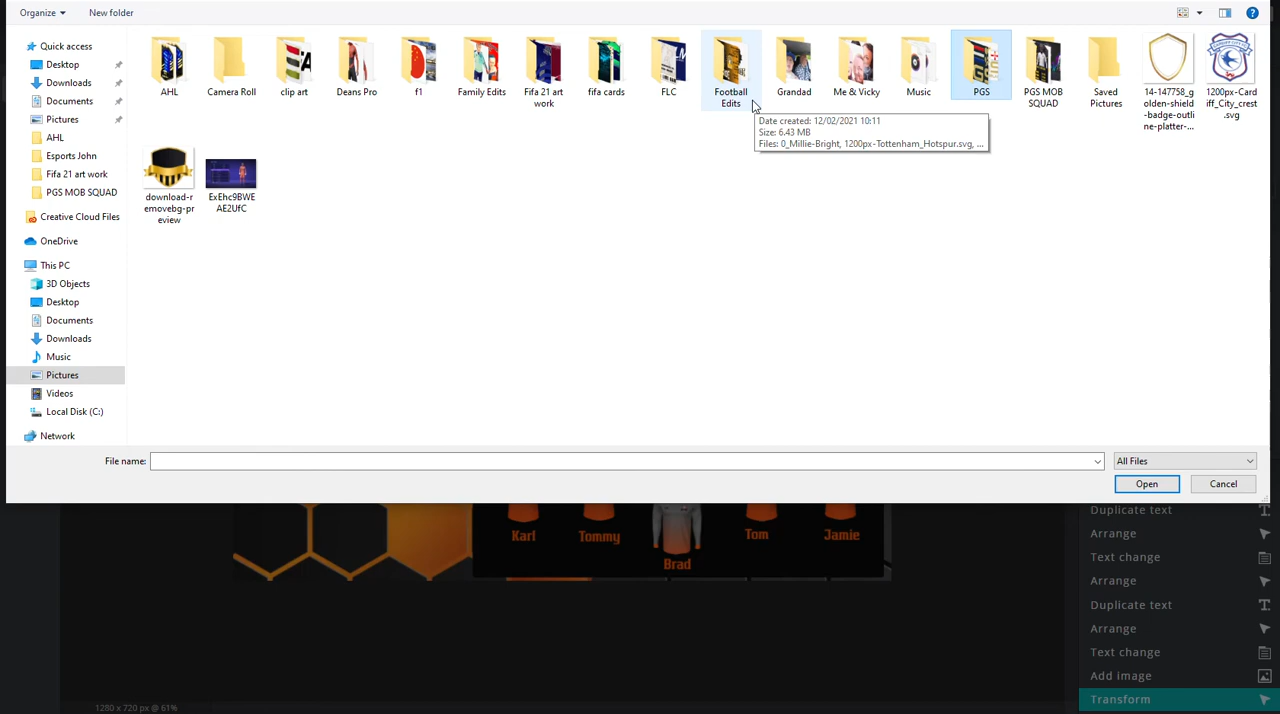 Organize
New folder
Quick access
Desktop
Downloads
Documents
Pictures
AHL
Esports John
Fifa 21 art work
PGS MOB SQUAD
Creative Cloud Files
OneDrive
This PC
3D Objects
Desktop
Documents
Downloads
Music
Pictures
Videos
Local Disk (C:)
Network
AHL
Camera Roll
clip art
Deans Pro
f1
Family Edits
Fifa 21 art
work
fifa cards
FLC
Football
Edits
Grandad
Me & Vicky
Music
PGS
PGS MOB
SQUAD
Saved
Pictures
14-147758_g
olden-shield
-badge-outli
ne-platter-...
1200px-Card
iff_City_crest
.svg
Date created: 12/02/2021 10:11
Size: 6.43 MB
Files: 0_Millie-Bright, 1200px-Tottenham_Hotspur.svg, ...
download-r
emovebg-pr
eview
ExEhc9BWE
AE2UfC
File name:
All Files
Open
Cancel
Karl
Tommy
Brad
Tom
Jamie
Duplicate text
Arrange
Text change
Arrange
Duplicate text
Arrange
Text change
Add image
Transform
1280 x 720 px @ 61%